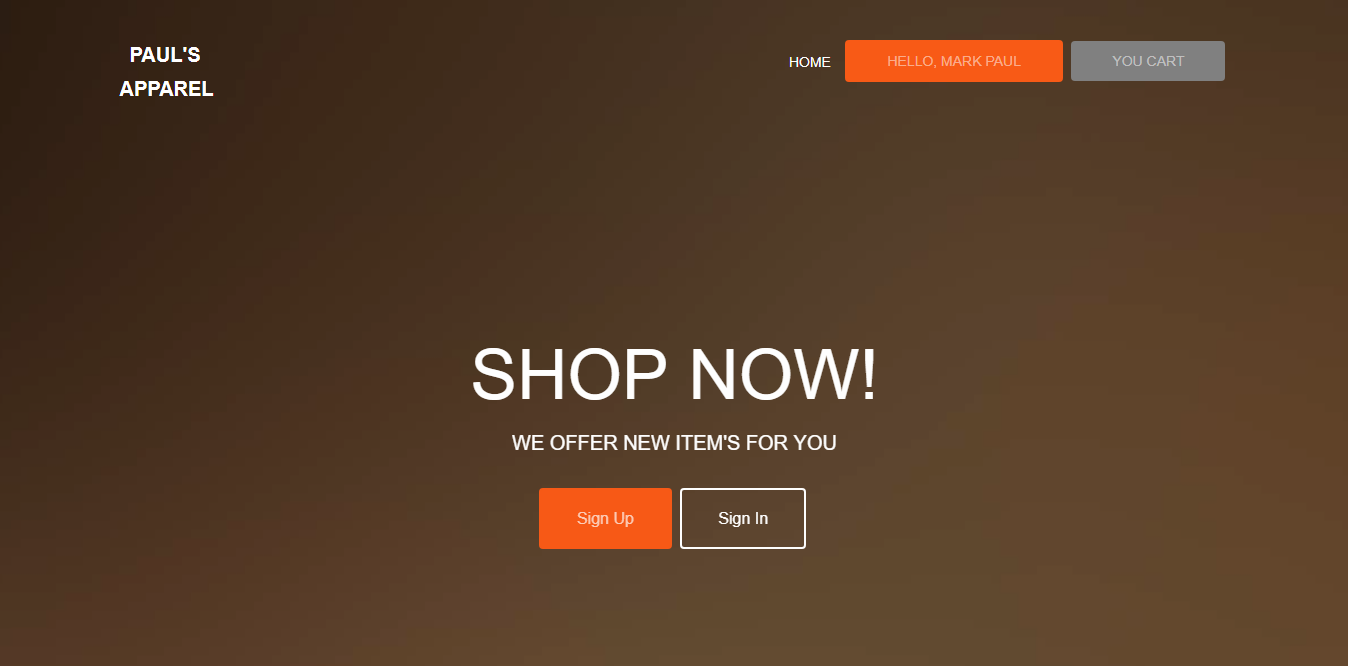 PAUL'S
APPAREL
HOME
HELLO, MARK PAUL
YOU CART
SHOP NOW!
WE OFFER NEW ITEM'S FOR YOU
Sign Up
Sign In